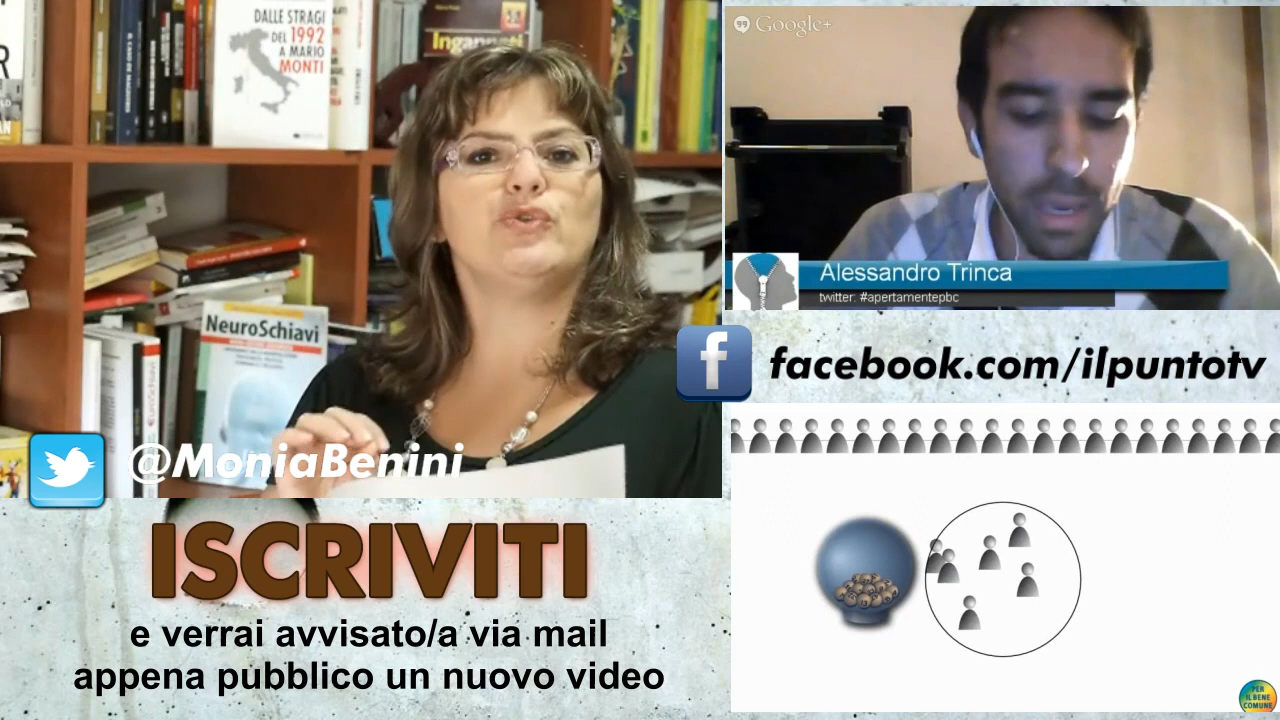 DALLE STRAGI
DEL 1992
A MARIO
MONTI
Ingannati
NeuroSchiavi
@MoniaBenini
ISCRIVITI
e verrai avvisato/a via mail
appena pubblico un nuovo video
Google+
Alessandro Trinca
twitter: #apertamentepbc
f
facebook.com/ilpuntotv
PER
IL BENE
COMUNE